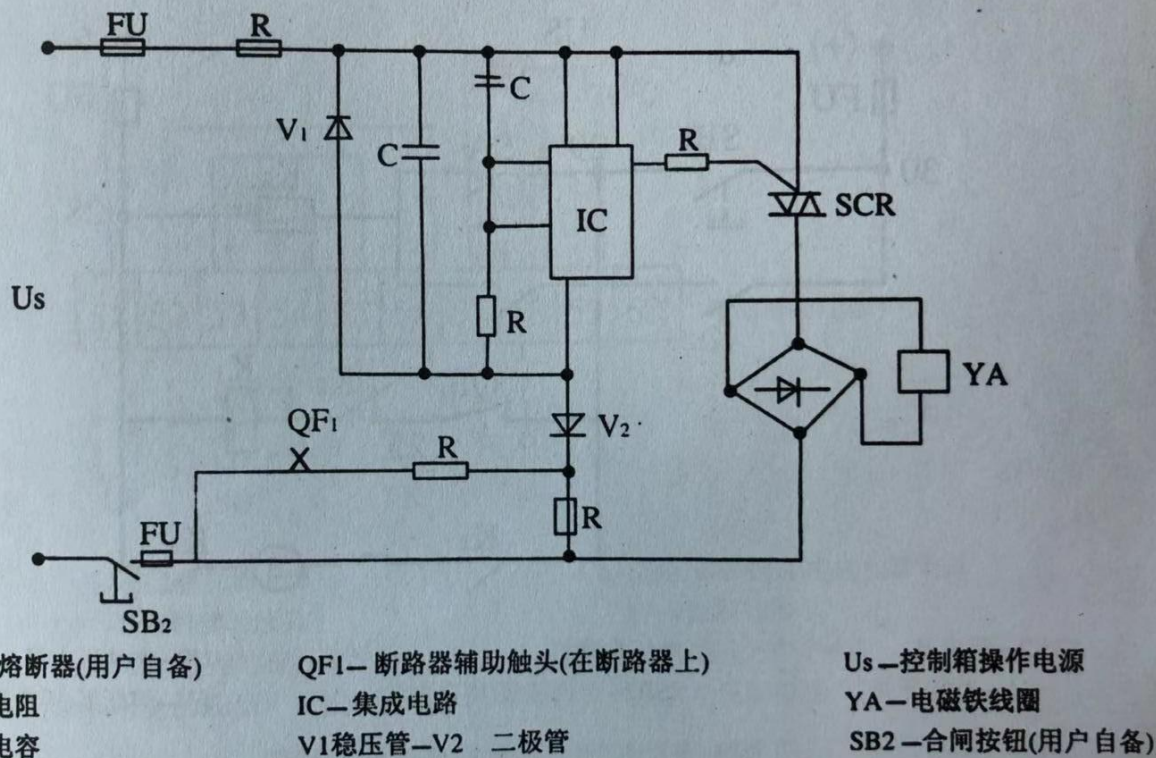 FU
R
V1
C
C
IC
R
SCR
Us
R
YA
QF1
R
V2
R
FU
SB2
熔断器(用户自备)
QF1—断路器辅助触头(在断路器上)
Us—控制箱操作电源
电阻
IC—集成电路
YA—电磁铁线圈
电容
V1稳压管—V2 二极管
SB2—合闸按钮(用户自备)